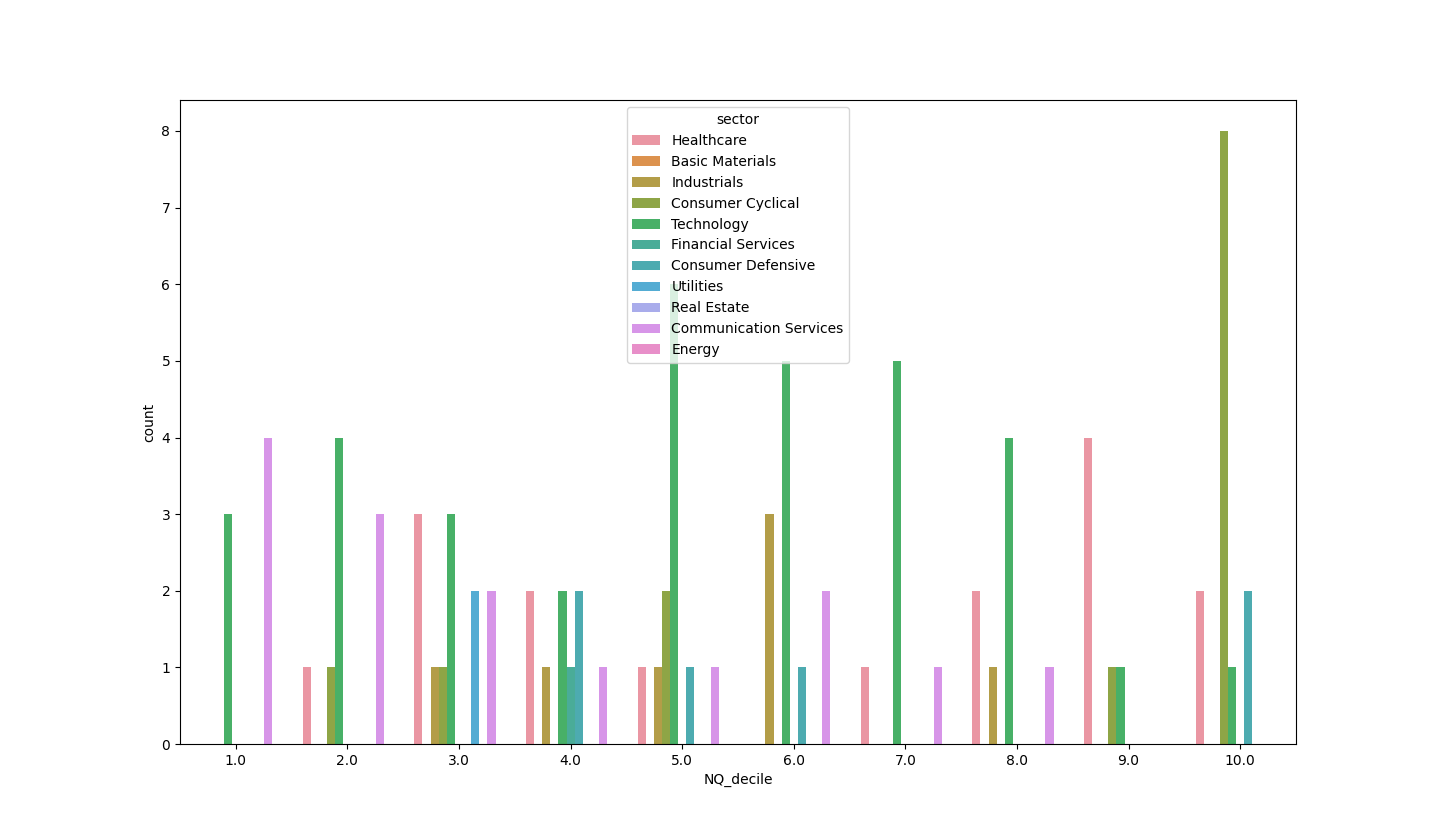 sector
Healthcare
Basic Materials
Industrials
Consumer Cyclical
Technology
Financial Services
Consumer Defensive
Utilities
Real Estate
Communication Services
Energy
8
7
6
5
4
3
2
1
0
count
1.0 2.0 3.0 4.0 5.0 6.0 7.0 8.0 9.0 10.0
NQ_decile